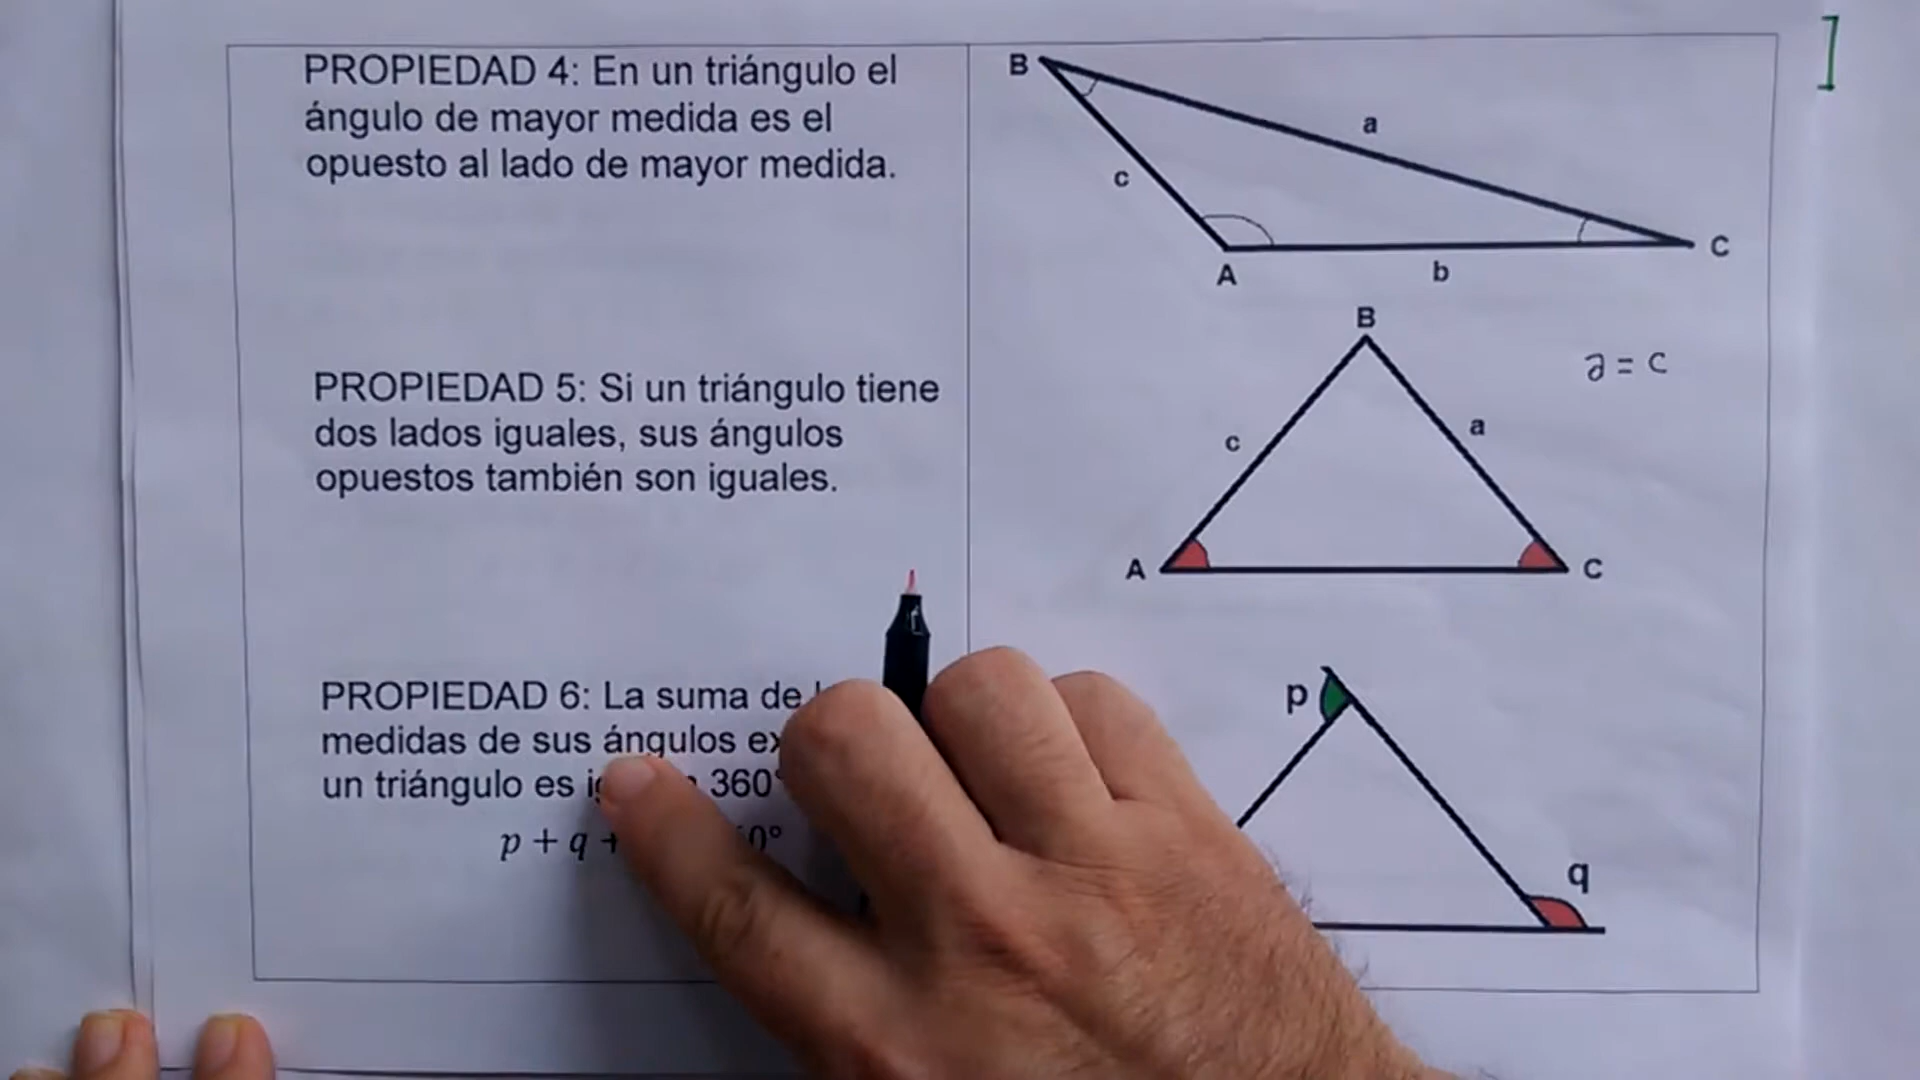 PROPIEDAD 4: En un triángulo el
ángulo de mayor medida es el
opuesto al lado de mayor medida.
B
a
c
A
b
C
PROPIEDAD 5: Si un triángulo tiene
dos lados iguales, sus ángulos
opuestos también son iguales.
B
a = c
c
a
A
C
PROPIEDAD 6: La suma de
medidas de sus ángulos
un triángulo es 360°
p + q +
p
q